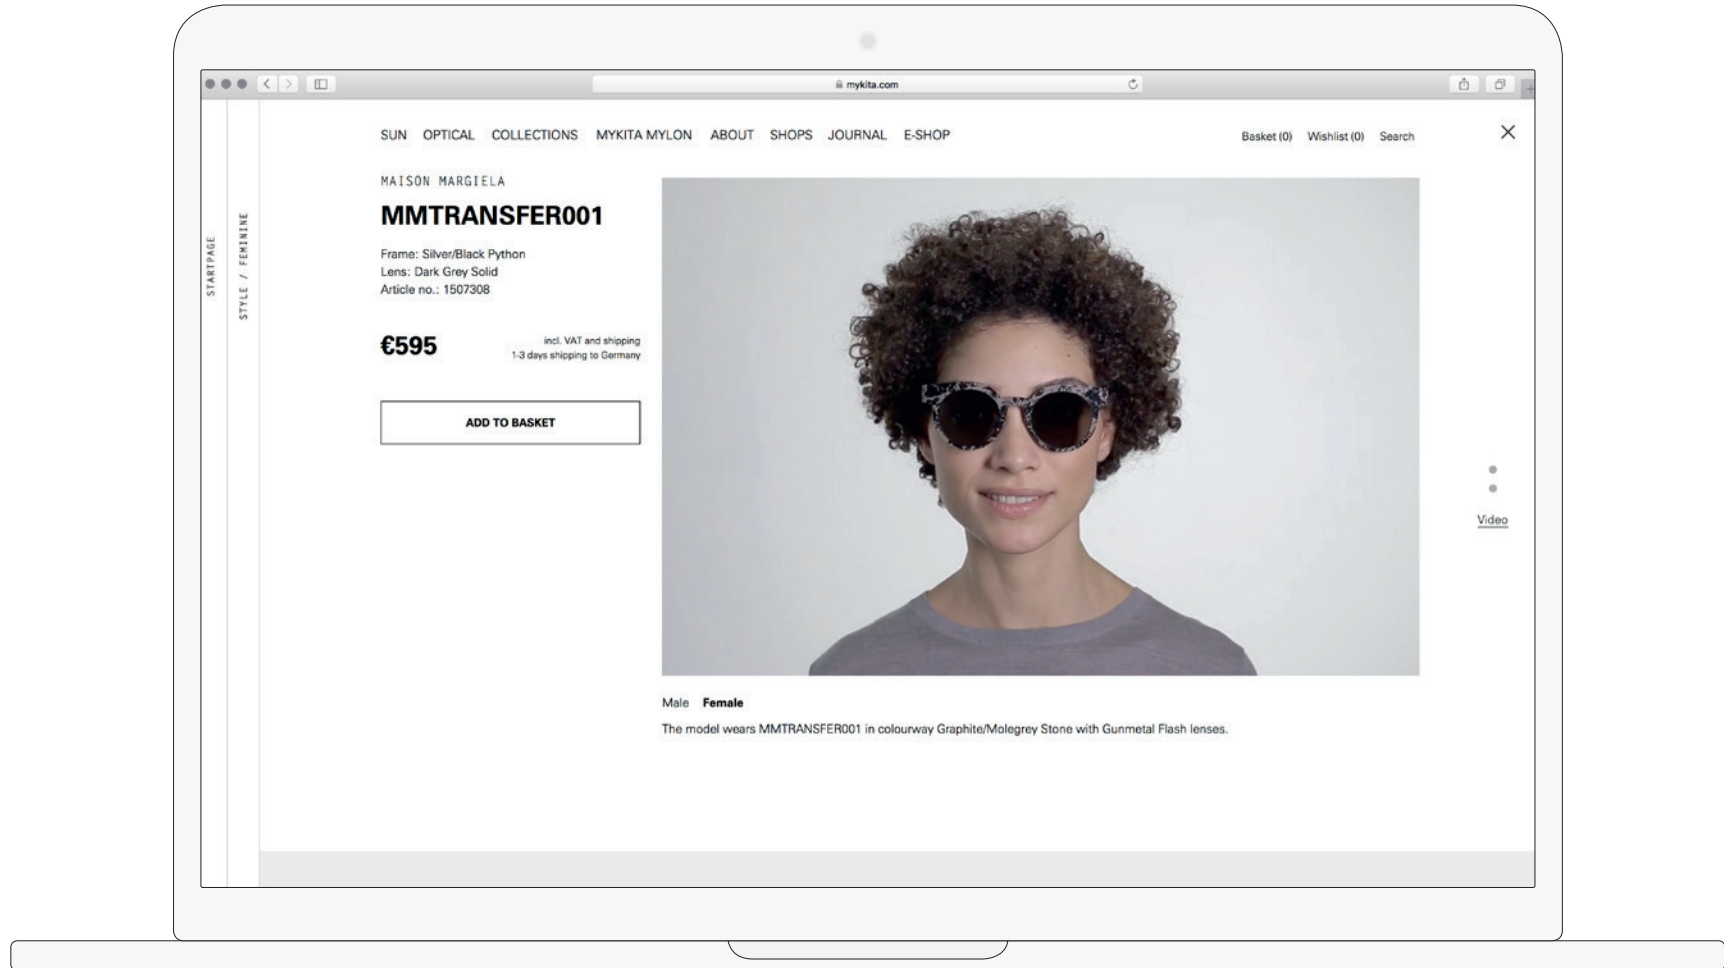 mykita.com
SUN OPTICAL COLLECTIONS MYKITA MYLON ABOUT SHOPS JOURNAL E-SHOP
Basket (0) Wishlist (0) Search
STARTPAGE
STYLE / FEMININE
MAISON MARGIELA
MMTRANSFER001
Frame: Silver/Black Python
Lens: Dark Grey Solid
Article no.: 1507308
€595
incl. VAT and shipping
1-3 days shipping to Germany
ADD TO BASKET
Video
Male Female
The model wears MMTRANSFER001 in colourway Graphite/Molegrey Stone with Gunmetal Flash lenses.